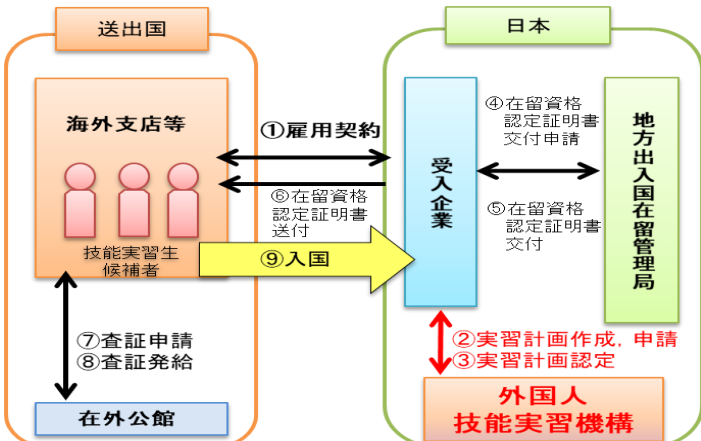 送出国
日本
海外支店等
技能実習生
候補者
①雇用契約
⑥在留資格
認定証明書
送付
⑨入国
受入企業
④在留資格
認定証明書
交付申請
⑤在留資格
認定証明書
交付
地方出入国在留管理局
⑦査証申請
⑧査証発給
在外公館
②実習計画作成，申請
③実習計画認定
外国人
技能実習機構